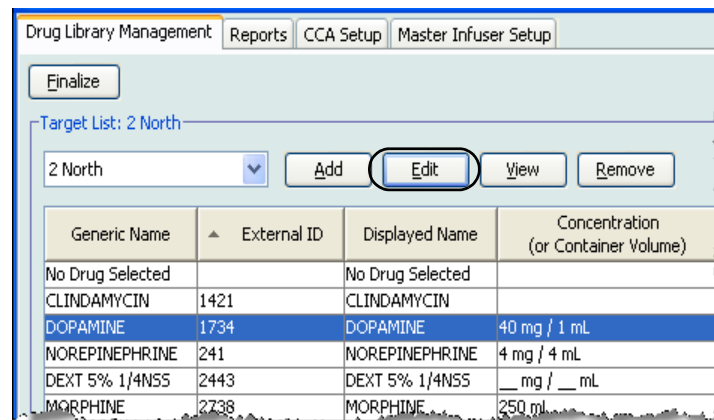 Drug Library Management Reports CCA Setup Master Infuser Setup
Finalize
Target List: 2 North
2 North Add Edit View Remove
Generic Name External ID Displayed Name Concentration
(or Container Volume)
No Drug Selected No Drug Selected
CLINDAMYCIN 1421 CLINDAMYCIN
DOPAMINE 1734 DOPAMINE 40 mg / 1 mL
NOREPINEPHRINE 241 NOREPINEPHRINE 4 mg / 4 mL
DEXT 5% 1/4NSS 2443 DEXT 5% 1/4NSS __ mg / __ mL
MORPHINE 2738 MORPHINE 250 ml